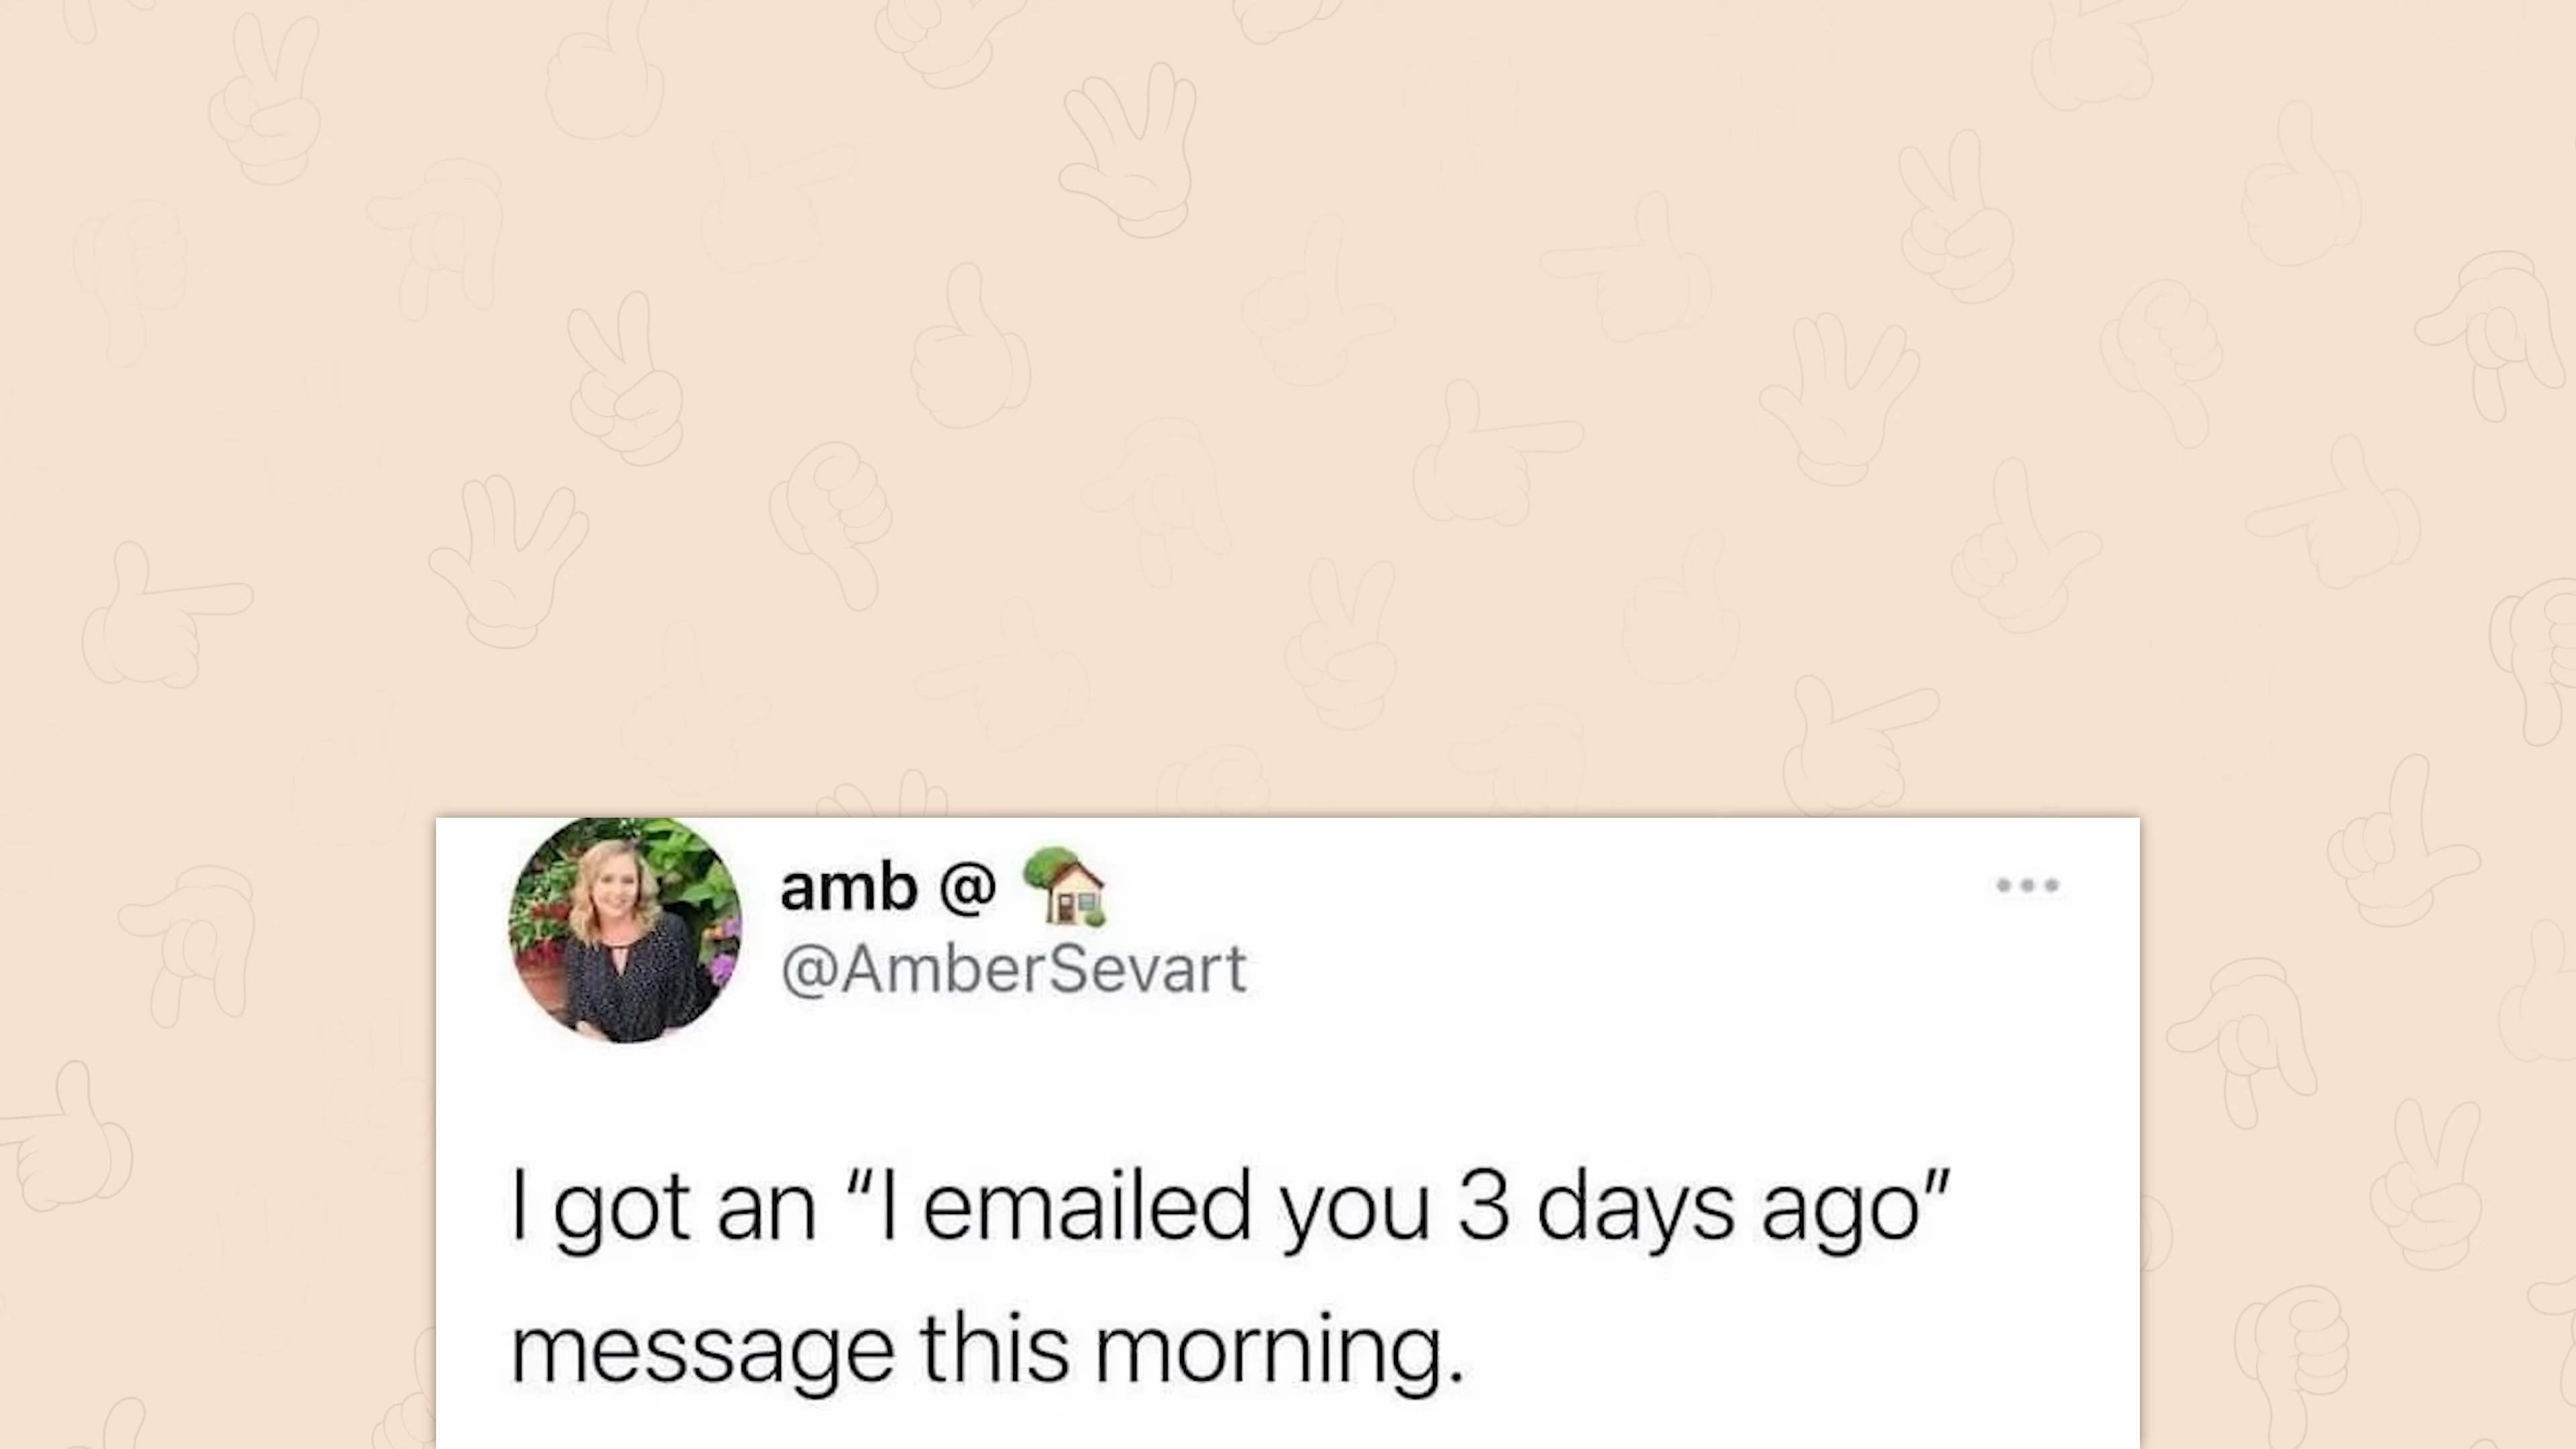 amb @ 🏡
@AmberSevart
I got an “I emailed you 3 days ago”
message this morning.